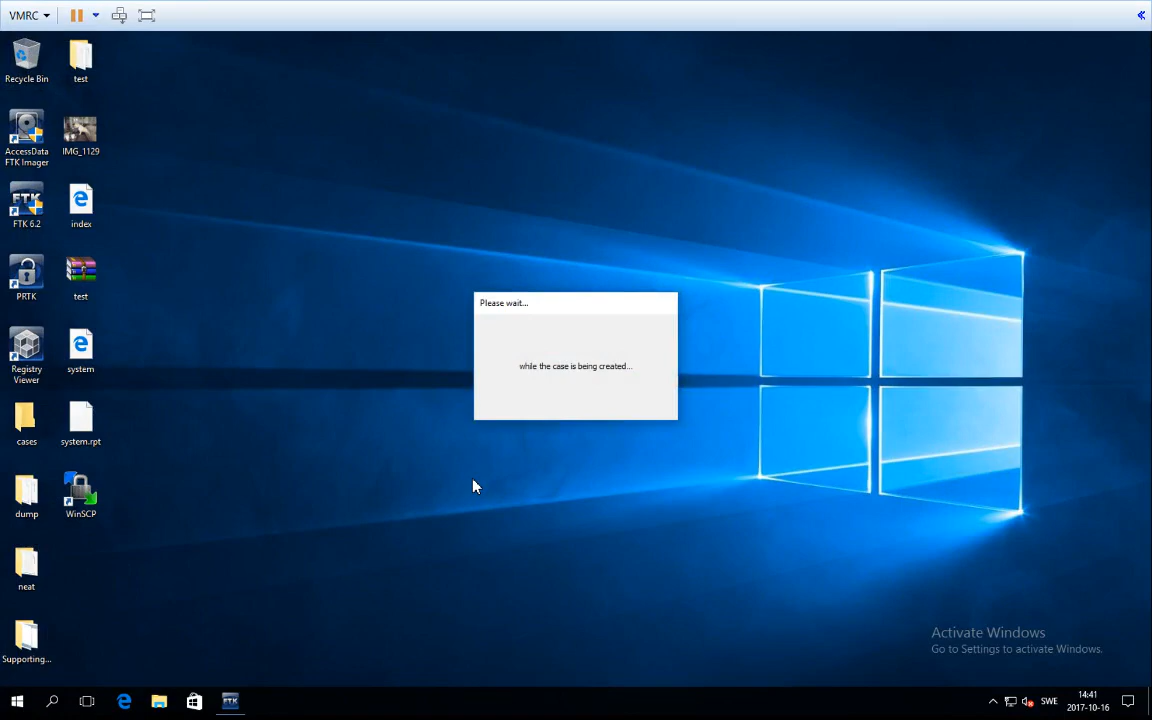 VMRC
Recycle Bin
test
AccessData
FTK Imager
IMG_1129
FTK
FTK 6.2
index
PRTK
test
Registry
Viewer
system
cases
system.rpt
dump
WinSCP
neat
Supporting...
Please wait...
while the case is being created...
Activate Windows
Go to Settings to activate Windows.
FTK
SWE
14:41
2017-10-16